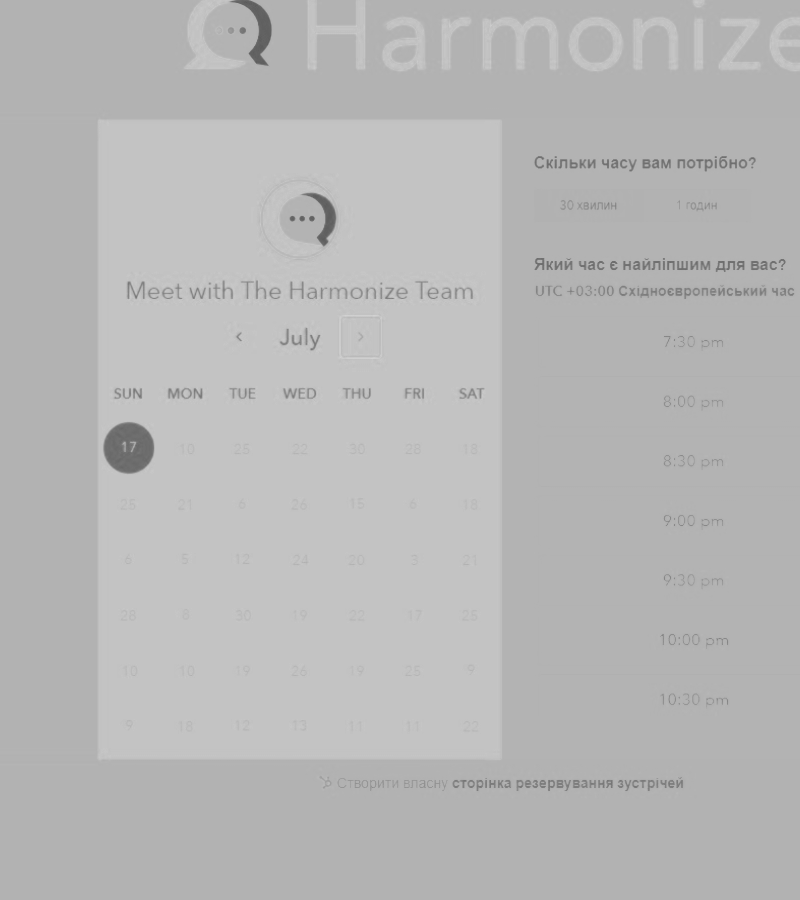 Harmonize
Meet with The Harmonize Team
July
SUN MON TUE WED THU FRI SAT
17 10 25 22 30 28 18
25 21 6 26 15 6 18
6 5 12 24 20 3 21
28 8 30 19 22 17 25
10 10 19 26 19 25 9
9 18 12 13 11 11 22
Скільки часу вам потрібно?
30 хвилин 1 годин
Який час є найліпшим для вас?
UTC +03:00 Східноєвропейський час
7:30 pm
8:00 pm
8:30 pm
9:00 pm
9:30 pm
10:00 pm
10:30 pm
Створити власну сторінка резервування зустрічей